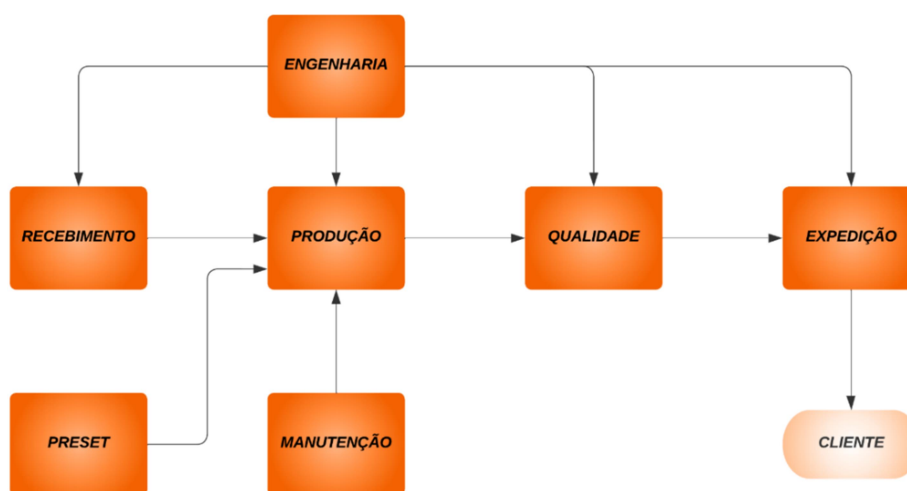 ENGENHARIA
RECEBIMENTO
PRODUÇÃO
QUALIDADE
EXPEDIÇÃO
PRESET
MANUTENÇÃO
CLIENTE